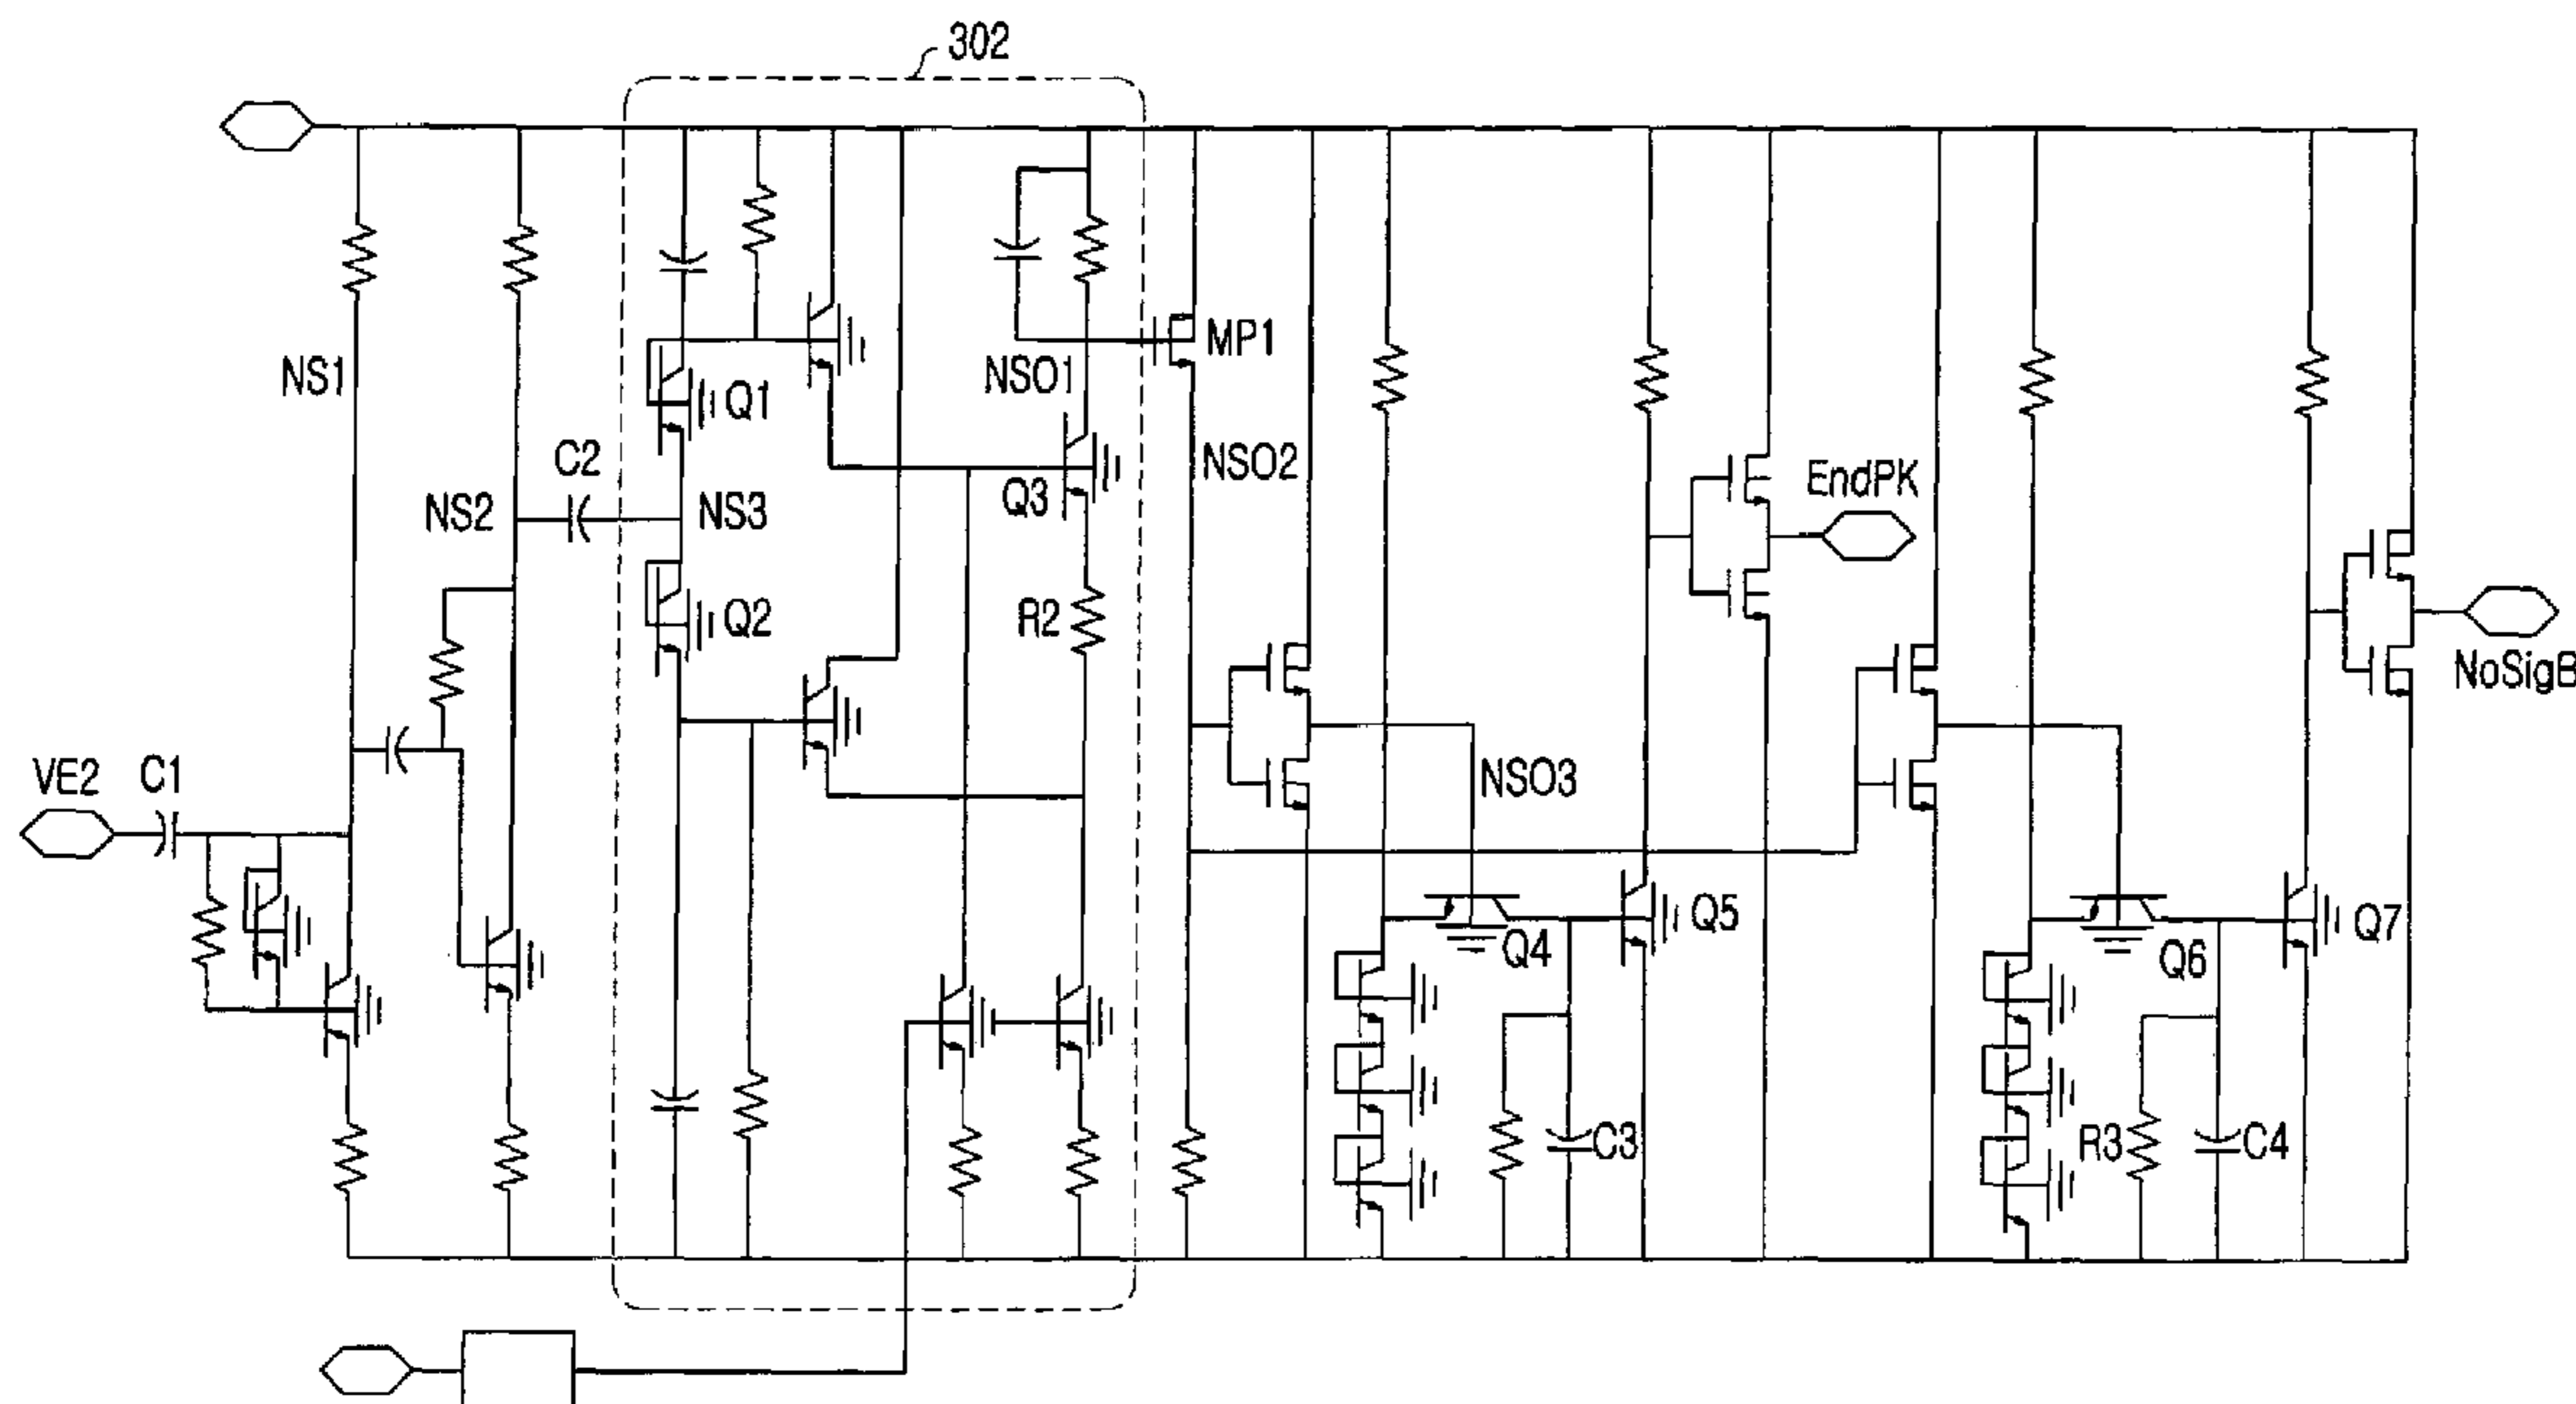 302
NS1
Q1
NSO1
MP1
C2
NS2
NS3
Q3
NSO2
EndPK
Q2
R2
NoSigB
VE2
C1
NSO3
Q4
Q5
Q6
Q7
C3
R3
C4